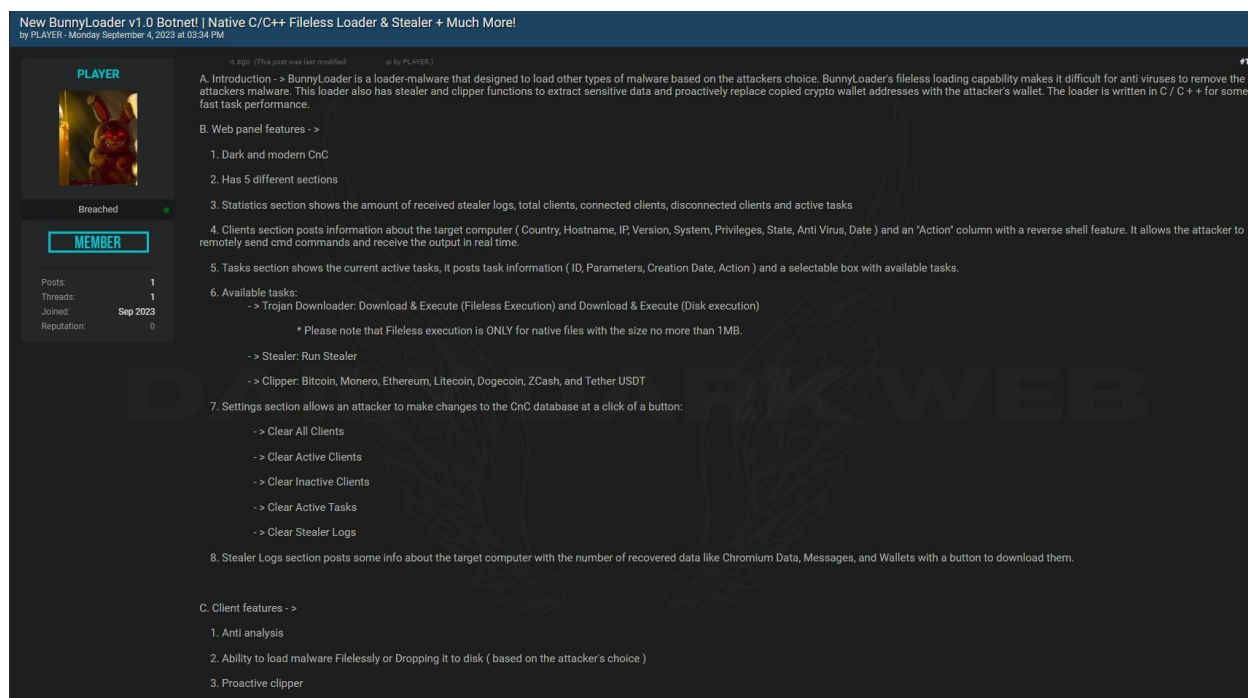 New BunnyLoader v1.0 Botnet! | Native C/C++ Fileless Loader & Stealer + Much More!
by PLAYER - Monday September 4, 2023 at 03:34 PM
ago (This post was last modified: by PLAYER.)
#1
PLAYER
Breached
MEMBER
Posts: 1
Threads: 1
Joined: Sep 2023
Reputation: 0
A. Introduction - > BunnyLoader is a loader-malware that designed to load other types of malware based on the attackers choice. BunnyLoader's fileless loading capability makes it difficult for anti viruses to remove the
attackers malware. This loader also has stealer and clipper functions to extract sensitive data and proactively replace copied crypto wallet addresses with the attacker's wallet. The loader is written in C / C + + for some
fast task performance.
B. Web panel features - >
1. Dark and modern CnC
2. Has 5 different sections
3. Statistics section shows the amount of received stealer logs, total clients, connected clients, disconnected clients and active tasks
4. Clients section posts information about the target computer ( Country, Hostname, IP, Version, System, Privileges, State, Anti Virus, Date ) and an "Action" column with a reverse shell feature. It allows the attacker to
remotely send cmd commands and receive the output in real time.
5. Tasks section shows the current active tasks, it posts task information ( ID, Parameters, Creation Date, Action ) and a selectable box with available tasks.
6. Available tasks:
- > Trojan Downloader: Download & Execute (Fileless Execution) and Download & Execute (Disk execution)
* Please note that Fileless execution is ONLY for native files with the size no more than 1MB.
- > Stealer: Run Stealer
- > Clipper: Bitcoin, Monero, Ethereum, Litecoin, Dogecoin, ZCash, and Tether USDT
7. Settings section allows an attacker to make changes to the CnC database at a click of a button:
- > Clear All Clients
- > Clear Active Clients
- > Clear Inactive Clients
- > Clear Active Tasks
- > Clear Stealer Logs
8. Stealer Logs section posts some info about the target computer with the number of recovered data like Chromium Data, Messages, and Wallets with a button to download them.
C. Client features - >
1. Anti analysis
2. Ability to load malware Filelessly or Dropping it to disk ( based on the attacker's choice )
3. Proactive clipper